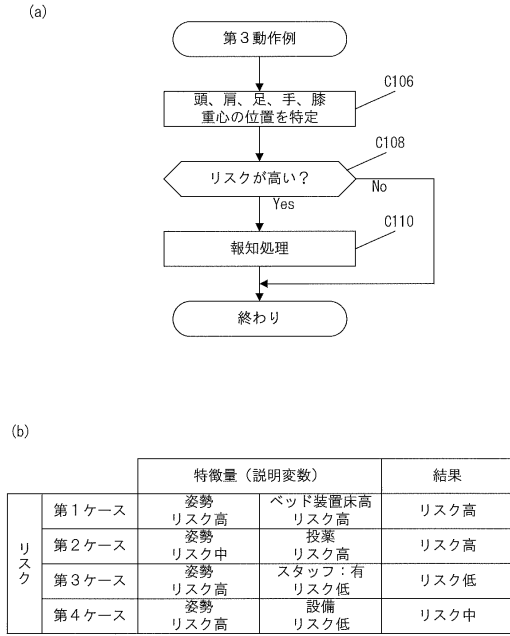 (a)
第３動作例
C106
頭、肩、足、手、膝
重心の位置を特定
C108
リスクが高い？
No
Yes
C110
報知処理
終わり
(b)
特徴量（説明変数）
結果
リスク
第１ケース
姿勢
リスク高
ベッド装置床高
リスク高
リスク高
第２ケース
姿勢
リスク中
投薬
リスク高
リスク高
第３ケース
姿勢
リスク高
スタッフ：有
リスク低
リスク低
第４ケース
姿勢
リスク高
設備
リスク低
リスク中